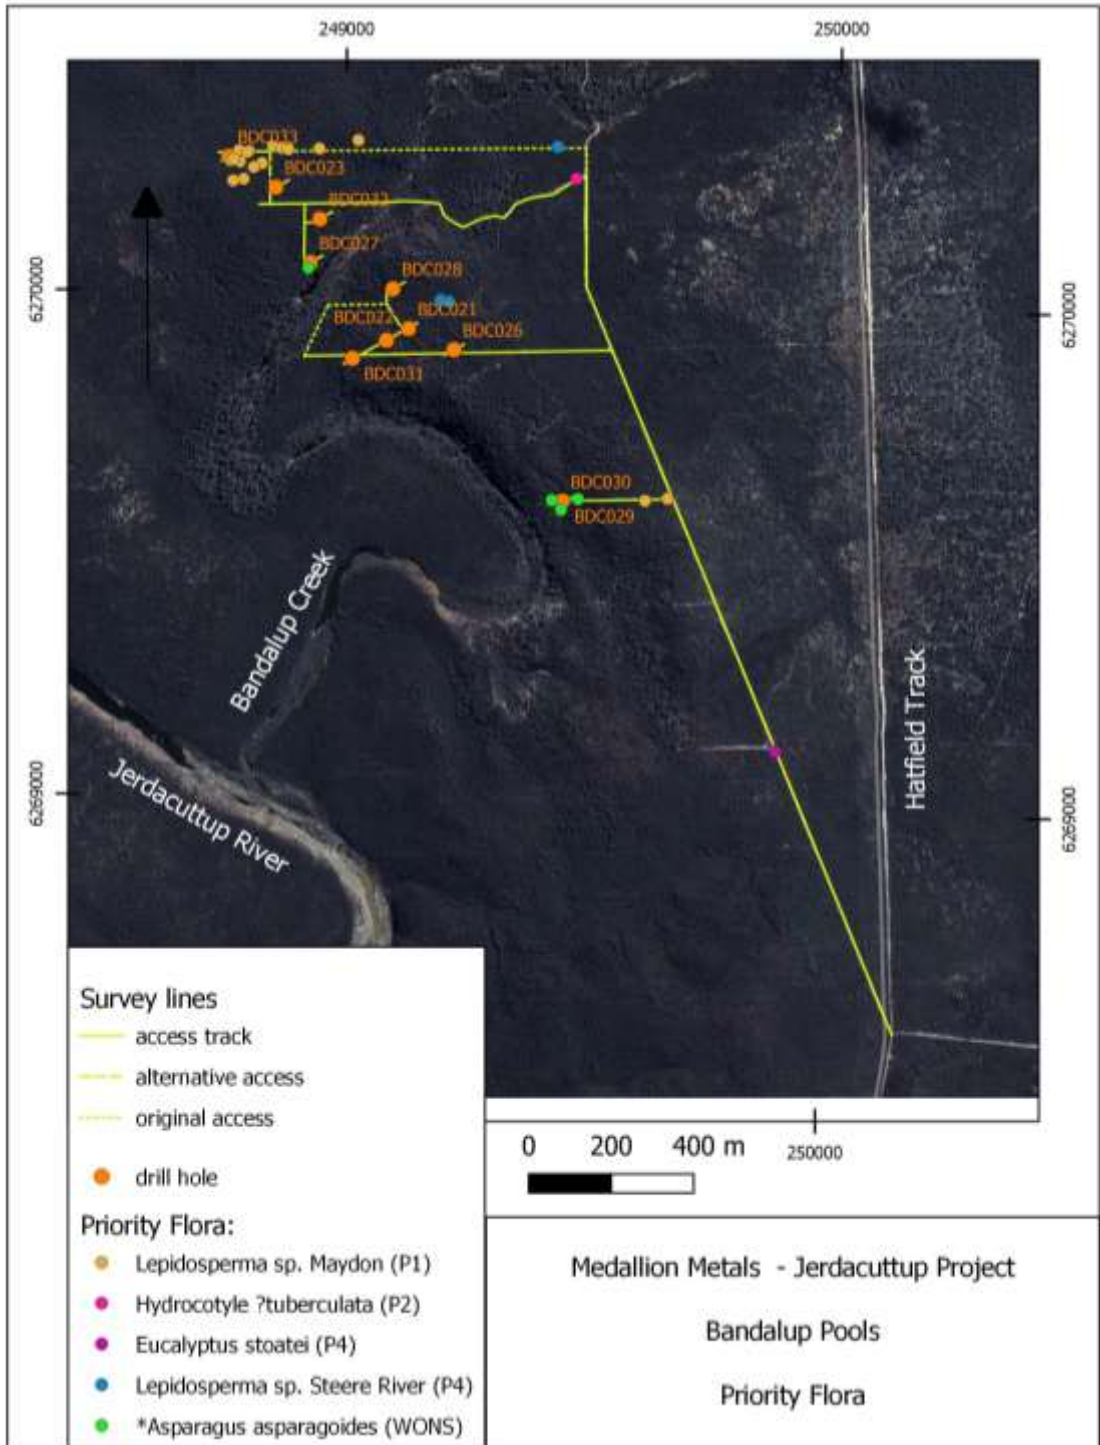 249000
250000
BDC033
BDC023
BDC032
BDC027
BDC028
6270000
6270000
BDC022
BDC021
BDC026
BDC031
BDC030
BDC029
Bandalup Creek
Hatfield Track
6269000
6269000
Jerdacuttup River
Survey lines
access track
alternative access
original access
drill hole
Priority Flora:
Lepidosperma sp. Maydon (P1)
Hydrocotyle ?tuberculata (P2)
Eucalyptus stoatei (P4)
Lepidosperma sp. Steere River (P4)
*Asparagus asparagoides (WONS)
0 200 400 m
250000
Medallion Metals - Jerdacuttup Project
Bandalup Pools
Priority Flora